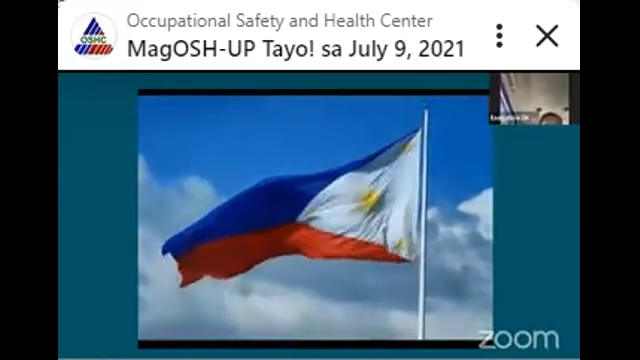 Occupational Safety and Health Center
MagOSH-UP Tayo! sa July 9, 2021
OSHC
zoom